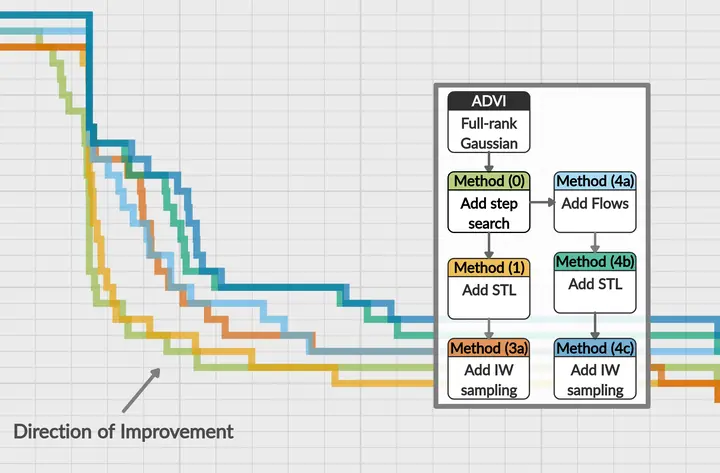 ADVI
Full-rank
Gaussian
Method (0)
Add step
search
Method (4a)
Add Flows
Method (1)
Add STL
Method (4b)
Add STL
Method (3a)
Add IW
sampling
Method (4c)
Add IW
sampling
Direction of Improvement